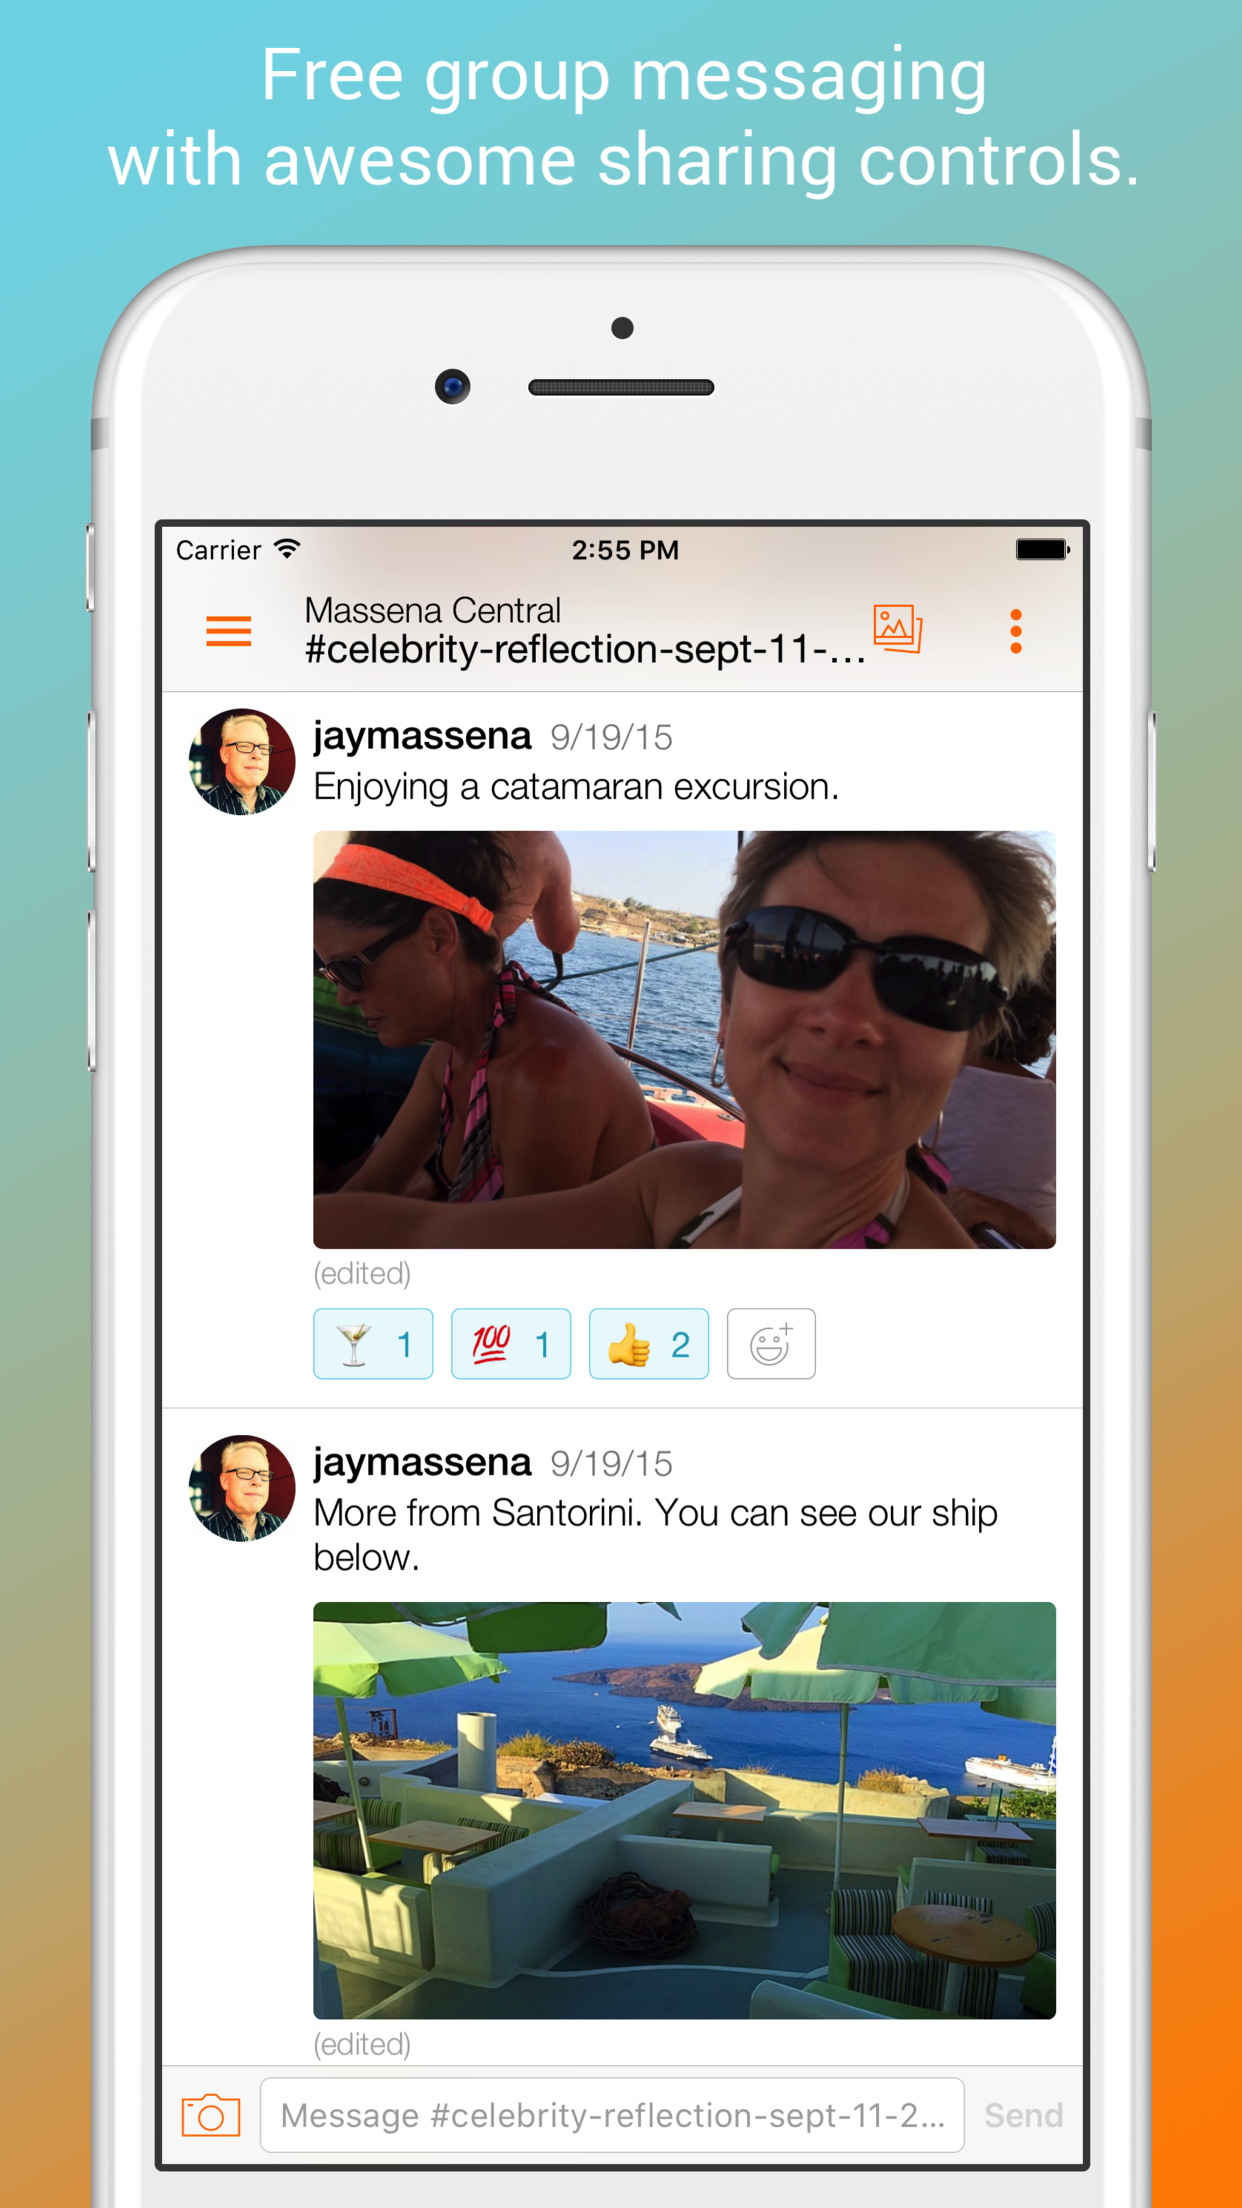 Free group messaging
with awesome sharing controls.
Carrier
2:55 PM
Massena Central
#celebrity-reflection-sept-11-...
jaymassena 9/19/15
Enjoying a catamaran excursion.
(edited)
🍸 1 💯 1 👍 2
jaymassena 9/19/15
More from Santorini. You can see our ship
below.
(edited)
Message #celebrity-reflection-sept-11-2... Send